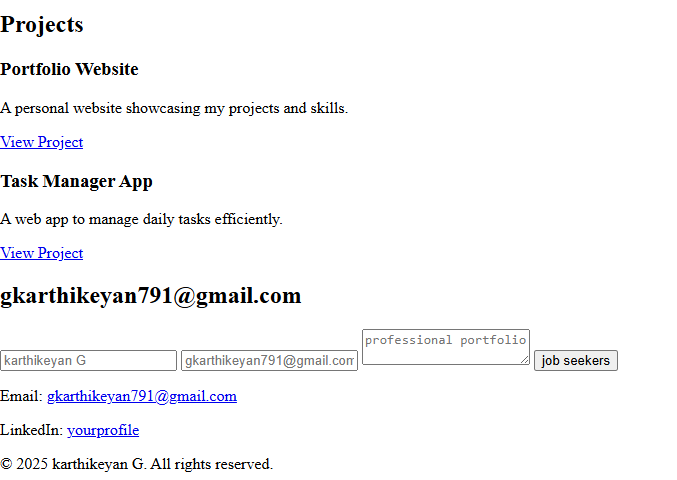 Projects
Portfolio Website
A personal website showcasing my projects and skills.
View Project
Task Manager App
A web app to manage daily tasks efficiently.
View Project
gkarthikeyan791@gmail.com
karthikeyan G gkarthikeyan791@gmail.com professional portfolio job seekers
Email: gkarthikeyan791@gmail.com
LinkedIn: yourprofile
© 2025 karthikeyan G. All rights reserved.